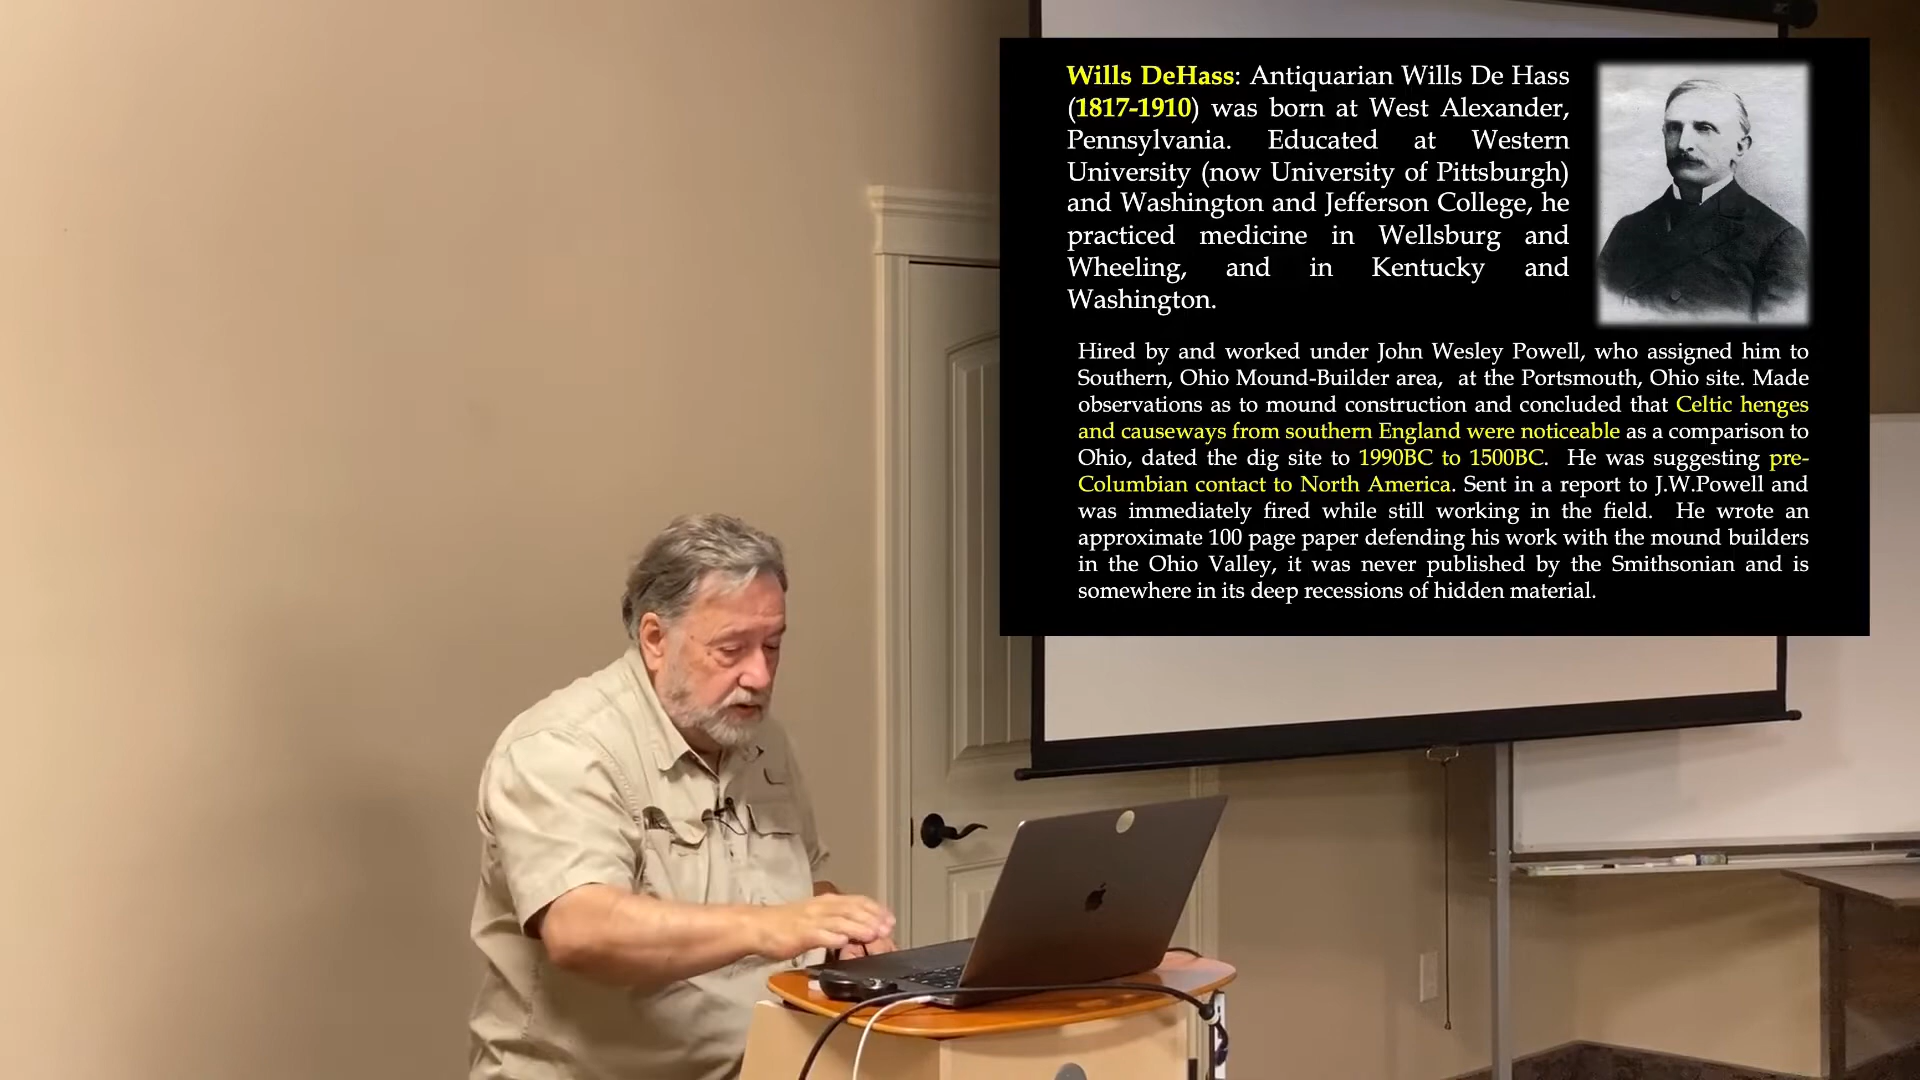 Wills DeHass: Antiquarian Wills De Hass
(1817-1910) was born at West Alexander,
Pennsylvania. Educated at Western
University (now University of Pittsburgh)
and Washington and Jefferson College, he
practiced medicine in Wellsburg and
Wheeling, and in Kentucky and
Washington.
Hired by and worked under John Wesley Powell, who assigned him to
Southern, Ohio Mound-Builder area, at the Portsmouth, Ohio site. Made
observations as to mound construction and concluded that Celtic henges
and causeways from southern England were noticeable as a comparison to
Ohio, dated the dig site to 1990BC to 1500BC. He was suggesting pre-
Columbian contact to North America. Sent in a report to J.W.Powell and
was immediately fired while still working in the field. He wrote an
approximate 100 page paper defending his work with the mound builders
in the Ohio Valley, it was never published by the Smithsonian and is
somewhere in its deep recessions of hidden material.